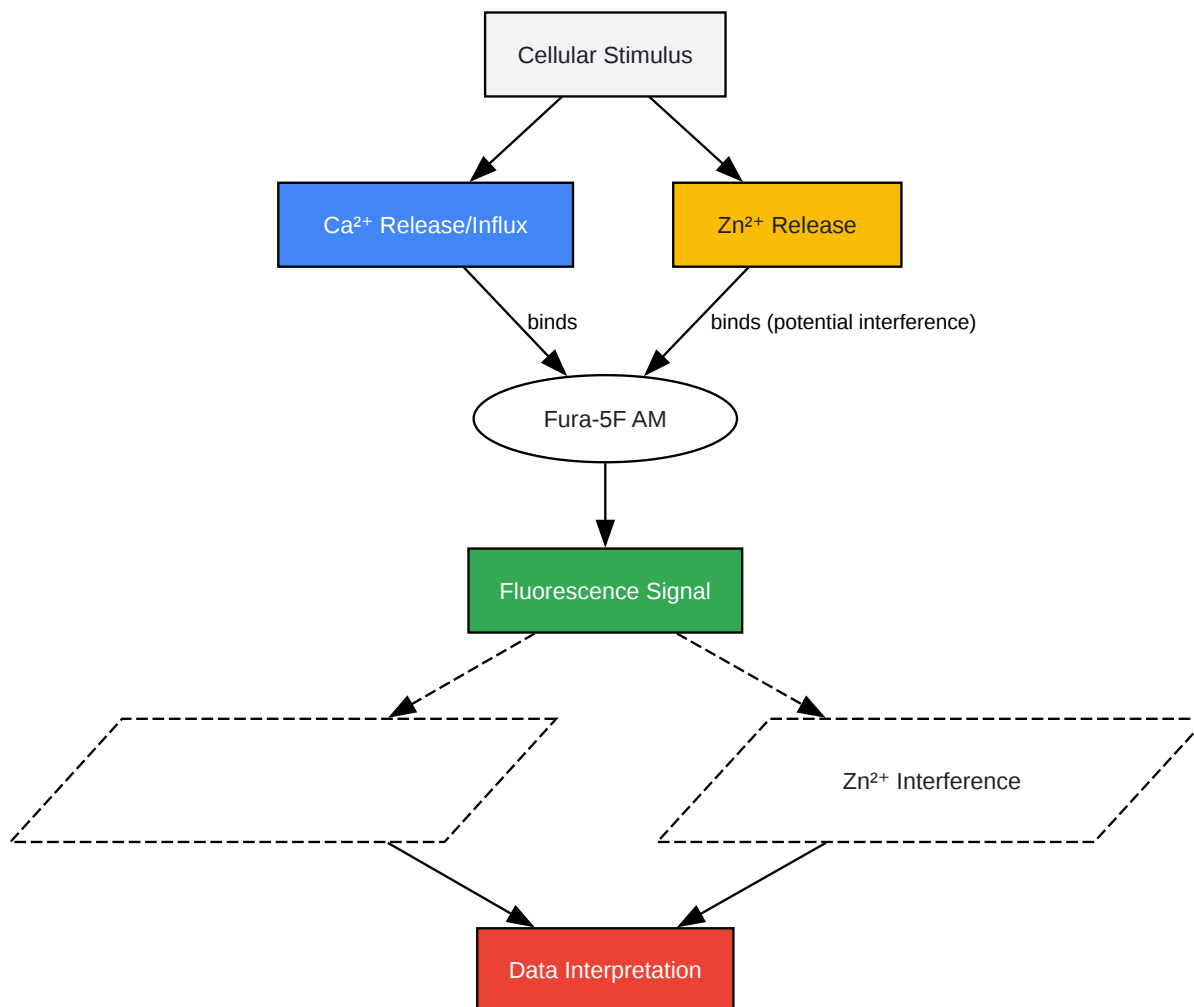 Cellular Stimulus
Ca²⁺ Release/Influx
Zn²⁺ Release
binds
binds (potential interference)
Fura-5F AM
Fluorescence Signal
Zn²⁺ Interference
Data Interpretation